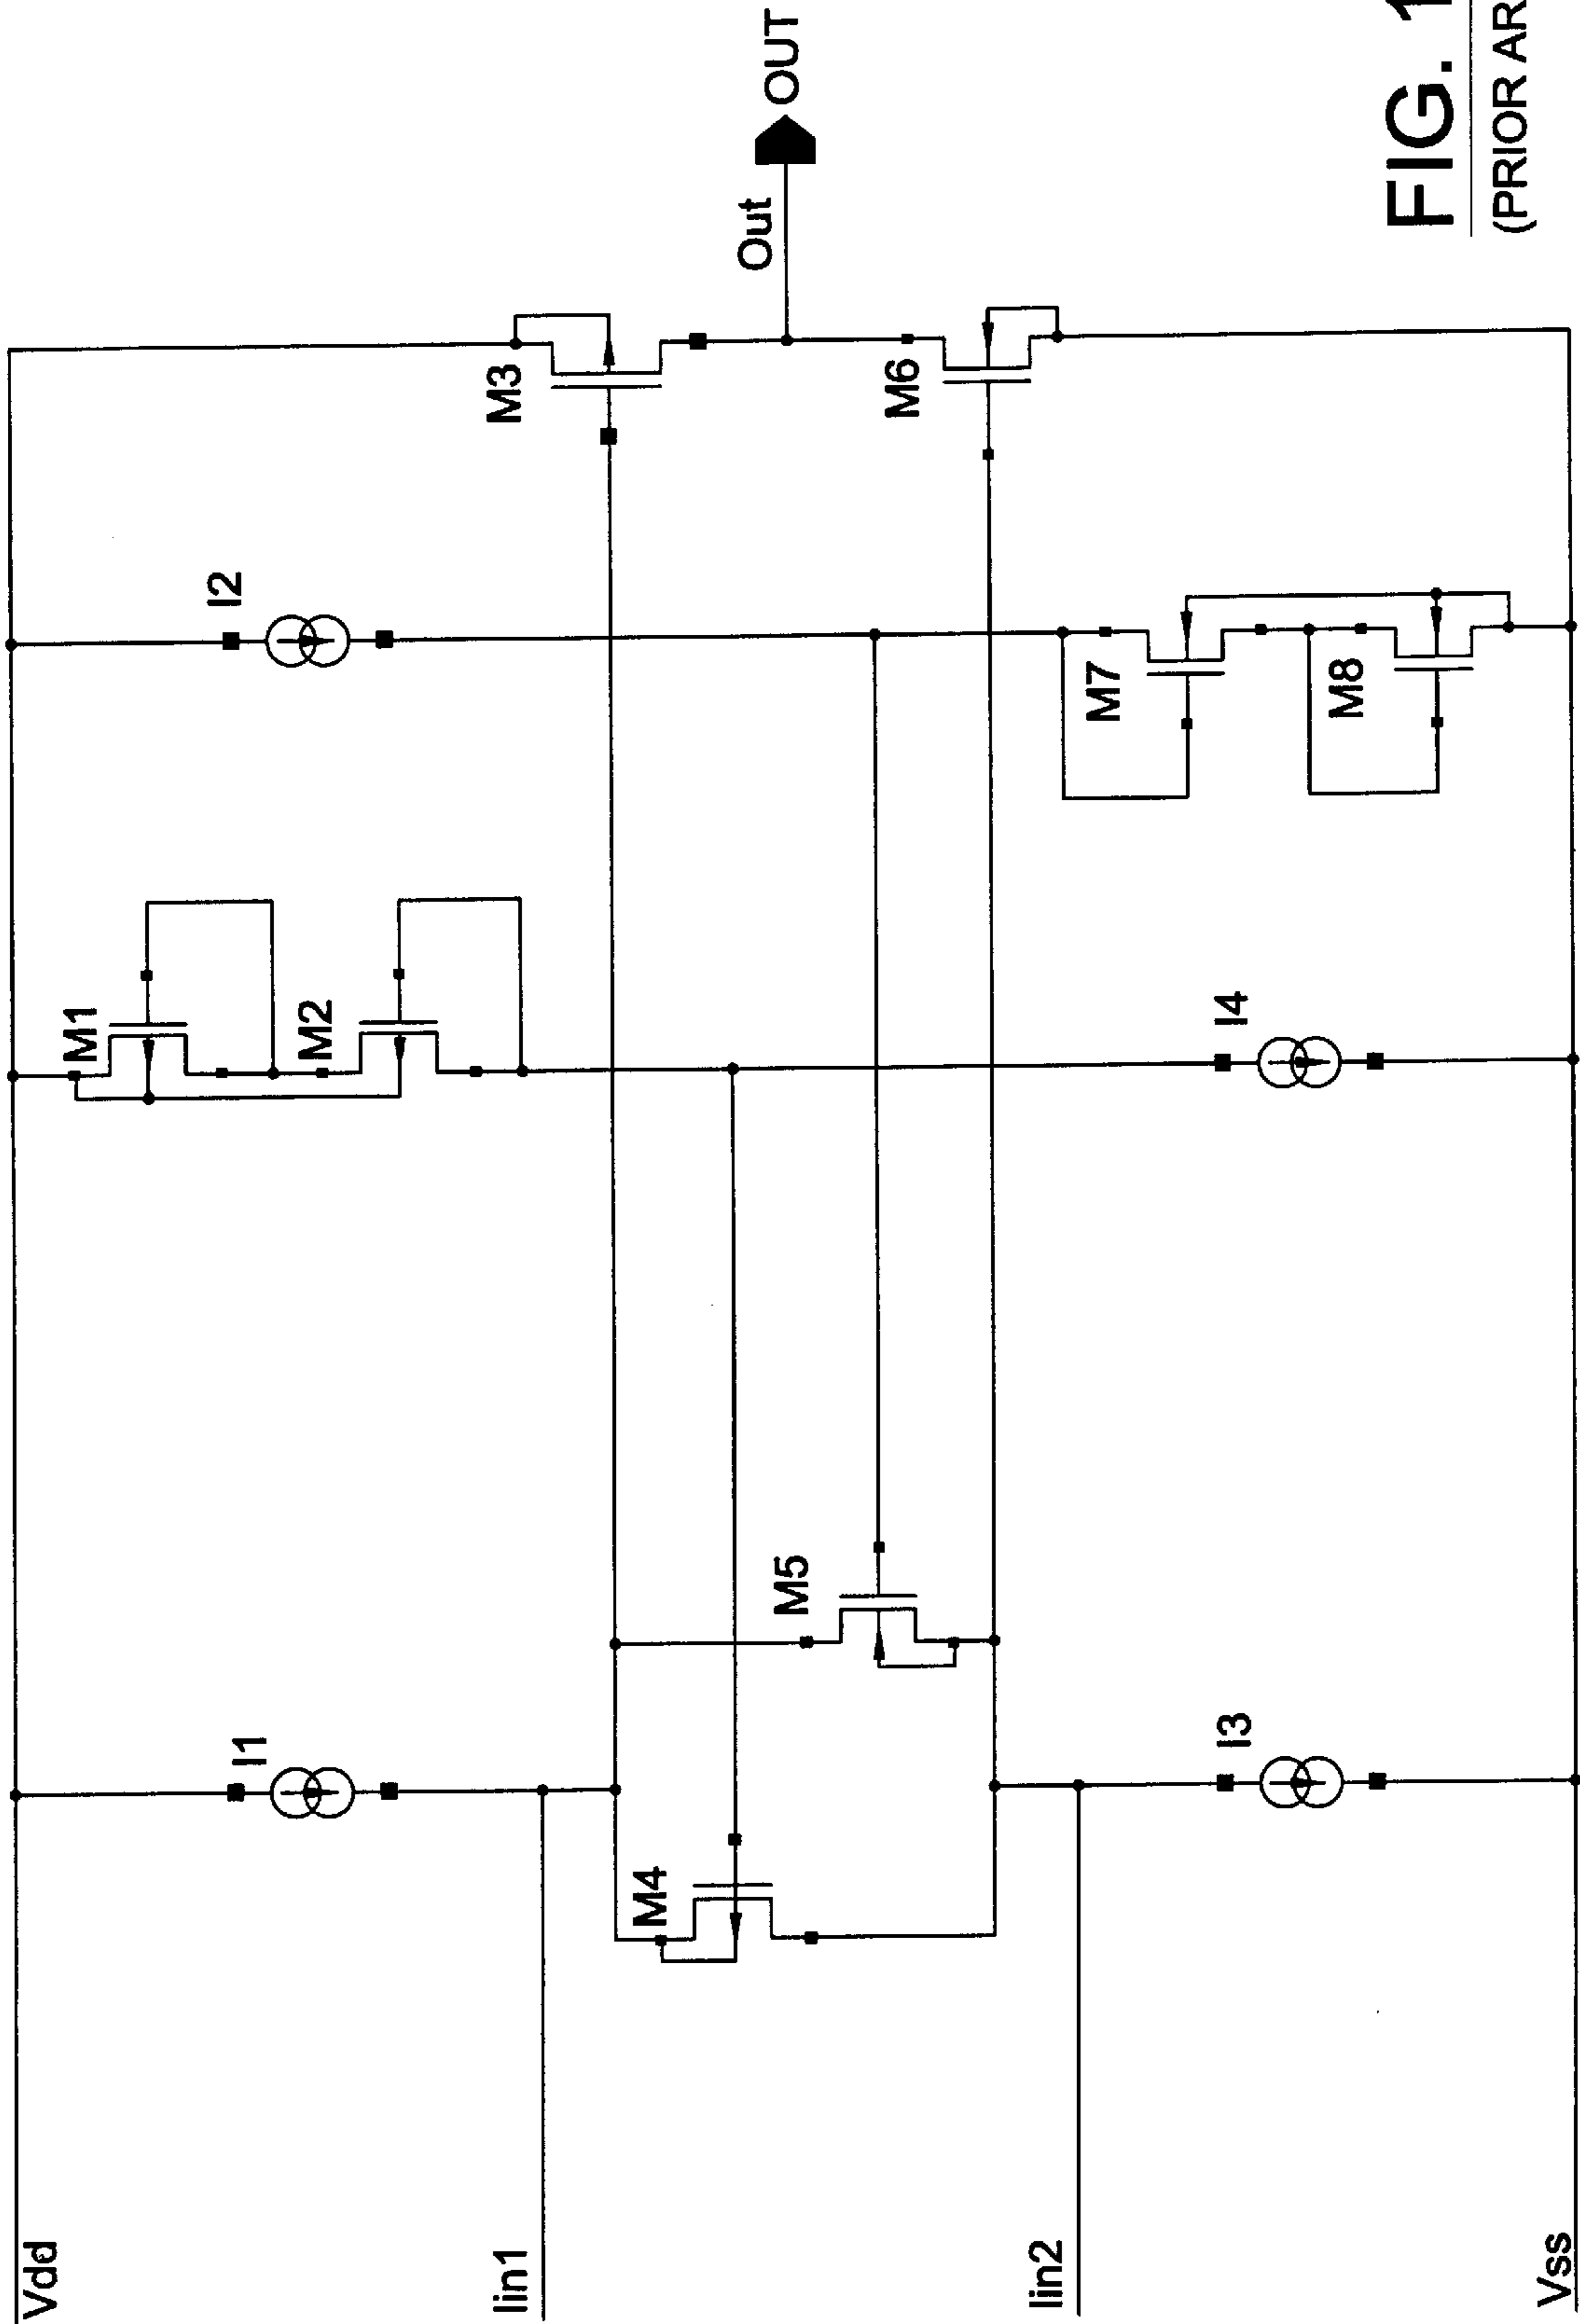 Vdd
M1
M2
I2
M3
I1
Iin1
M4
M5
Out
OUT
M6
Iin2
I3
I4
M7
M8
Vss
FIG. 1
(PRIOR AR